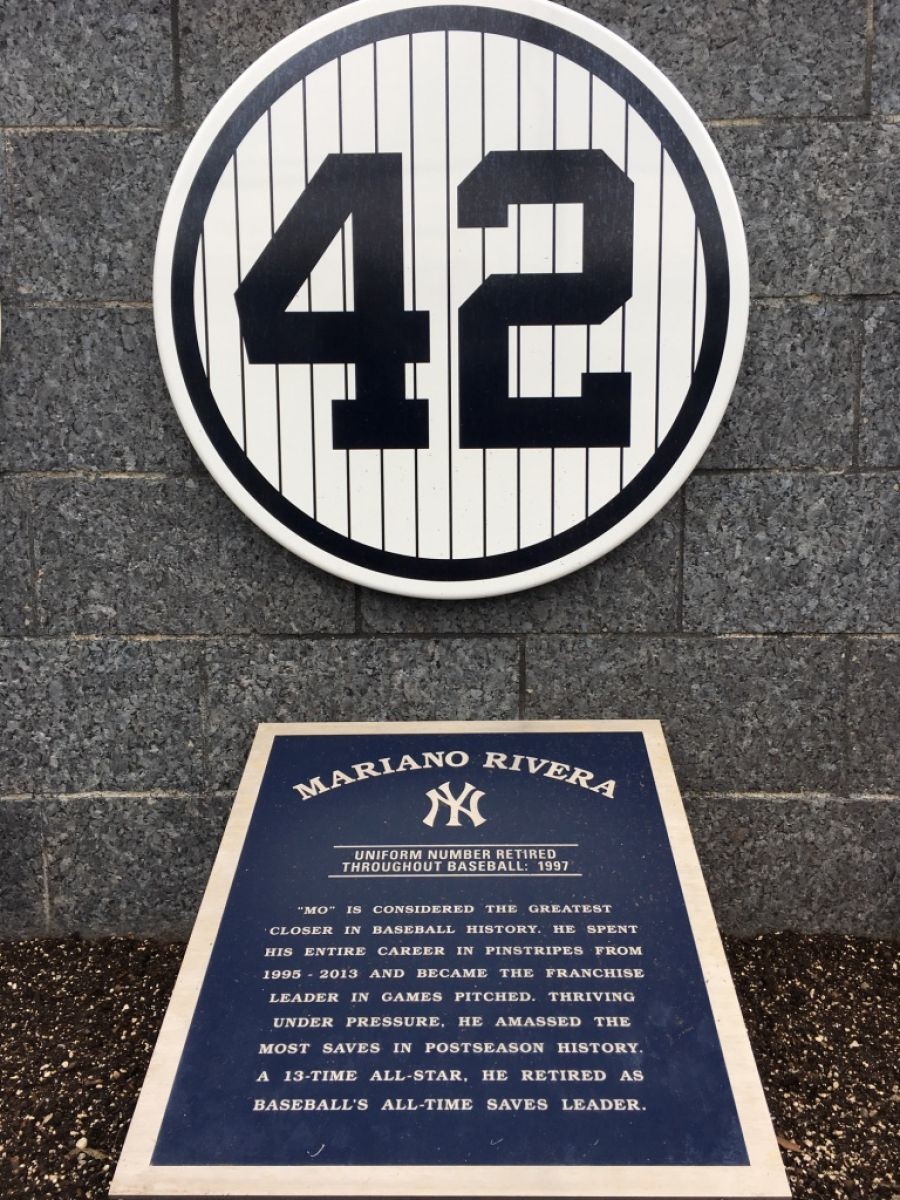 42
MARIANO RIVERA
NY
UNIFORM NUMBER RETIRED
THROUGHOUT BASEBALL: 1997
"MO" IS CONSIDERED THE GREATEST
CLOSER IN BASEBALL HISTORY. HE SPENT
HIS ENTIRE CAREER IN PINSTRIPES FROM
1995 - 2013 AND BECAME THE FRANCHISE
LEADER IN GAMES PITCHED. THRIVING
UNDER PRESSURE, HE AMASSED THE
MOST SAVES IN POSTSEASON HISTORY.
A 13-TIME ALL-STAR, HE RETIRED AS
BASEBALL'S ALL-TIME SAVES LEADER.